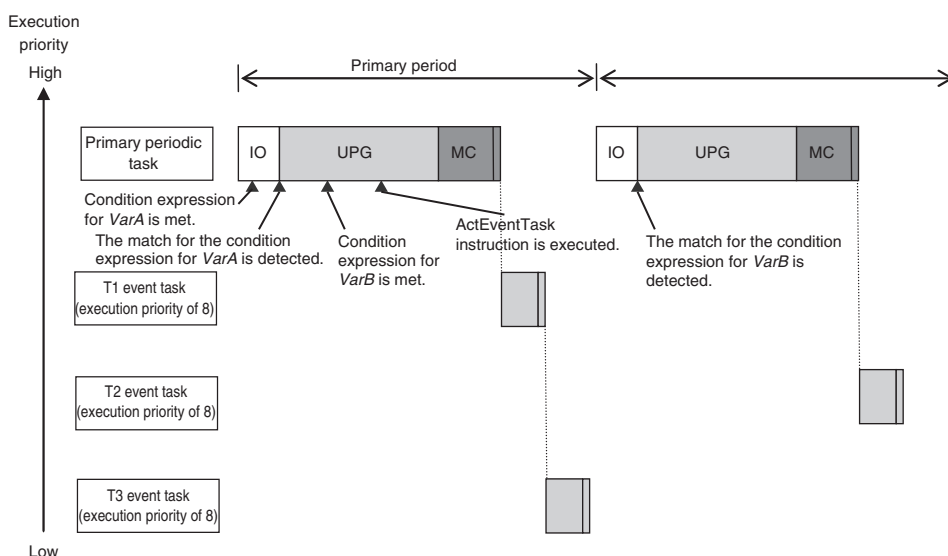 Execution
priority
High
Primary period
Primary periodic
task
IO
UPG
MC
IO
UPG
MC
Condition expression
for VarA is met.
The match for the condition
expression for VarA is detected.
Condition
expression for
VarB is met.
ActEventTask
instruction is executed.
The match for the condition
expression for VarB is
detected.
T1 event task
(execution priority of 8)
T2 event task
(execution priority of 8)
T3 event task
(execution priority of 8)
Low